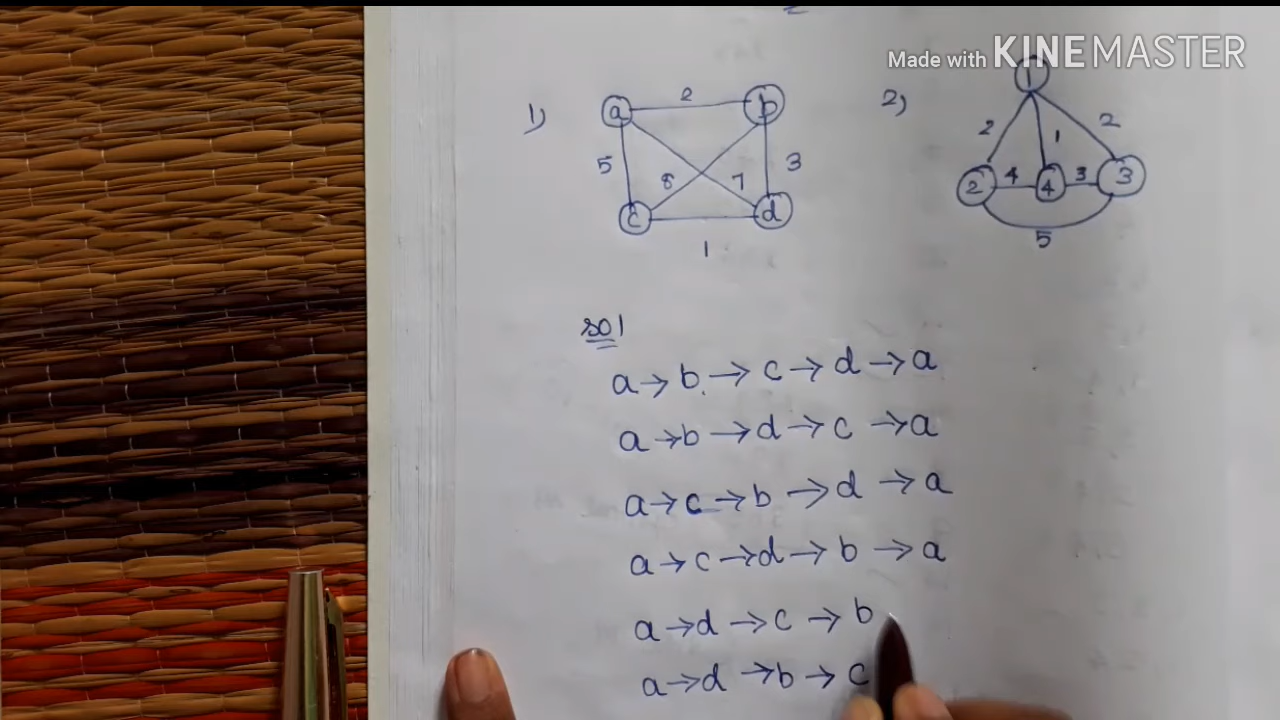 Made with KINEMASTER
1) a 2 b 5 8 7 3 c d 1
2) 1 2 1 2 2 4 4 3 3 5
sol
a → b → c → d → a
a → b → d → c → a
a → c → b → d → a
a → c → d → b → a
a → d → c → b
a → d → b → c